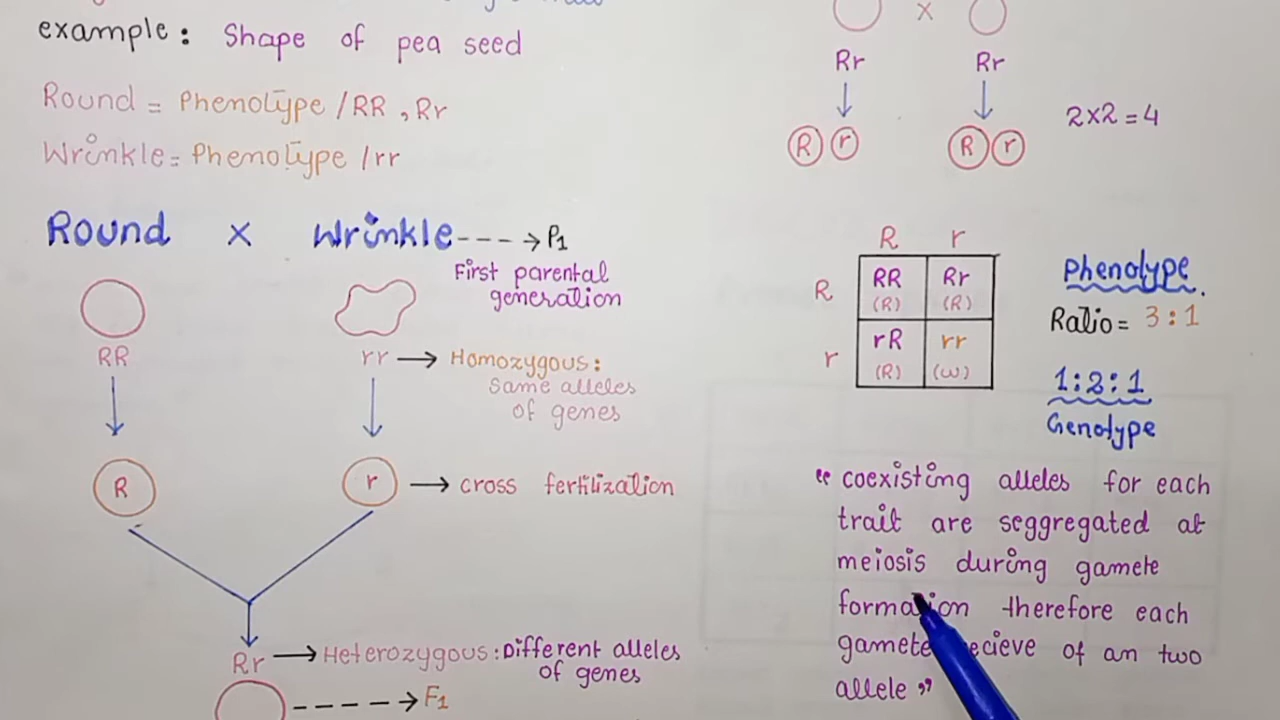 example: Shape of pea seed
Round = Phenotype / RR , Rr
Wrinkle = Phenotype / rr
Round × Wrinkle ----> P1
First parental
generation
RR
rr → Homozygous:
Same alleles
of genes
R
r → cross fertilization
Rr → Heterozygous: Different alleles
of genes
----> F1
×
Rr Rr
R r R r
2×2=4
R r
R RR Rr
(R) (R)
r rR rr
(R) (W)
Phenotype.
Ratio = 3:1
1:2:1
Genotype
"coexisting alleles for each
trait are seggregated at
meiosis during gamete
formation therefore each
gamete recieve of an two
allele"